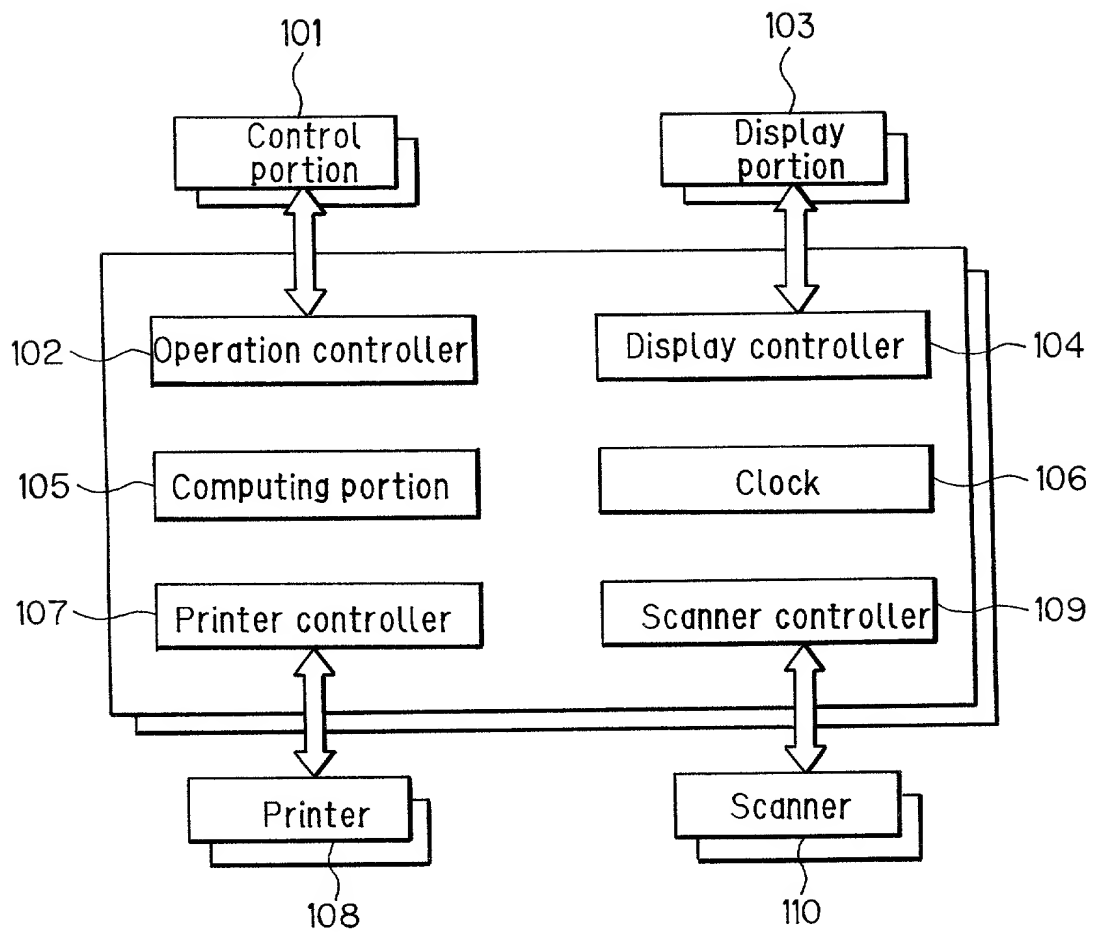 101
103
Control
portion
Display
portion
102
Operation controller
Display controller
104
105
Computing portion
Clock
106
107
Printer controller
Scanner controller
109
Printer
Scanner
108
110